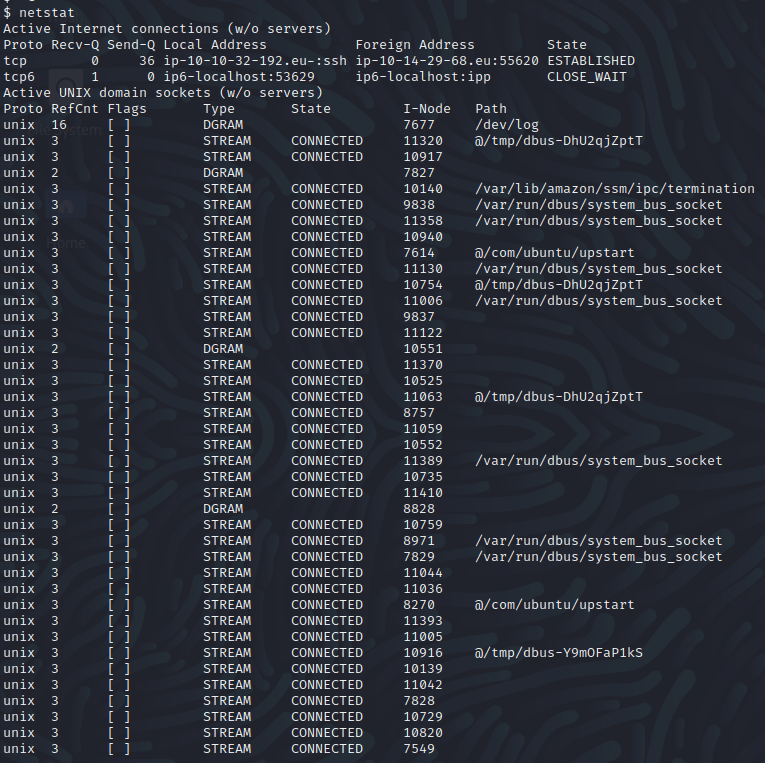 $ netstat
Active Internet connections (w/o servers)
Proto Recv-Q Send-Q Local Address           Foreign Address         State
tcp        0     36 ip-10-10-32-192.eu-:ssh ip-10-14-29-68.eu:55620 ESTABLISHED
tcp6       1      0 ip6-localhost:53629     ip6-localhost:ipp       CLOSE_WAIT
Active UNIX domain sockets (w/o servers)
Proto RefCnt Flags       Type       State         I-Node   Path
unix  16     [ ]         DGRAM                    7677     /dev/log
unix  3      [ ]         STREAM     CONNECTED     11320    @/tmp/dbus-DhU2qjZptT
unix  3      [ ]         STREAM     CONNECTED     10917
unix  2      [ ]         DGRAM                    7827
unix  3      [ ]         STREAM     CONNECTED     10140    /var/lib/amazon/ssm/ipc/termination
unix  3      [ ]         STREAM     CONNECTED     9838     /var/run/dbus/system_bus_socket
unix  3      [ ]         STREAM     CONNECTED     11358    /var/run/dbus/system_bus_socket
unix  3      [ ]         STREAM     CONNECTED     10940
unix  3      [ ]         STREAM     CONNECTED     7614     @/com/ubuntu/upstart
unix  3      [ ]         STREAM     CONNECTED     11130    /var/run/dbus/system_bus_socket
unix  3      [ ]         STREAM     CONNECTED     10754    @/tmp/dbus-DhU2qjZptT
unix  3      [ ]         STREAM     CONNECTED     11006    /var/run/dbus/system_bus_socket
unix  3      [ ]         STREAM     CONNECTED     9837
unix  3      [ ]         STREAM     CONNECTED     11122
unix  2      [ ]         DGRAM                    10551
unix  3      [ ]         STREAM     CONNECTED     11370
unix  3      [ ]         STREAM     CONNECTED     10525
unix  3      [ ]         STREAM     CONNECTED     11063    @/tmp/dbus-DhU2qjZptT
unix  3      [ ]         STREAM     CONNECTED     8757
unix  3      [ ]         STREAM     CONNECTED     11059
unix  3      [ ]         STREAM     CONNECTED     10552
unix  3      [ ]         STREAM     CONNECTED     11389    /var/run/dbus/system_bus_socket
unix  3      [ ]         STREAM     CONNECTED     10735
unix  3      [ ]         STREAM     CONNECTED     11410
unix  2      [ ]         DGRAM                    8828
unix  3      [ ]         STREAM     CONNECTED     10759
unix  3      [ ]         STREAM     CONNECTED     8971     /var/run/dbus/system_bus_socket
unix  3      [ ]         STREAM     CONNECTED     7829     /var/run/dbus/system_bus_socket
unix  3      [ ]         STREAM     CONNECTED     11044
unix  3      [ ]         STREAM     CONNECTED     11036
unix  3      [ ]         STREAM     CONNECTED     8270     @/com/ubuntu/upstart
unix  3      [ ]         STREAM     CONNECTED     11393
unix  3      [ ]         STREAM     CONNECTED     11005
unix  3      [ ]         STREAM     CONNECTED     10916    @/tmp/dbus-Y9mOFaP1kS
unix  3      [ ]         STREAM     CONNECTED     10139
unix  3      [ ]         STREAM     CONNECTED     11042
unix  3      [ ]         STREAM     CONNECTED     7828
unix  3      [ ]         STREAM     CONNECTED     10729
unix  3      [ ]         STREAM     CONNECTED     10820
unix  3      [ ]         STREAM     CONNECTED     7549